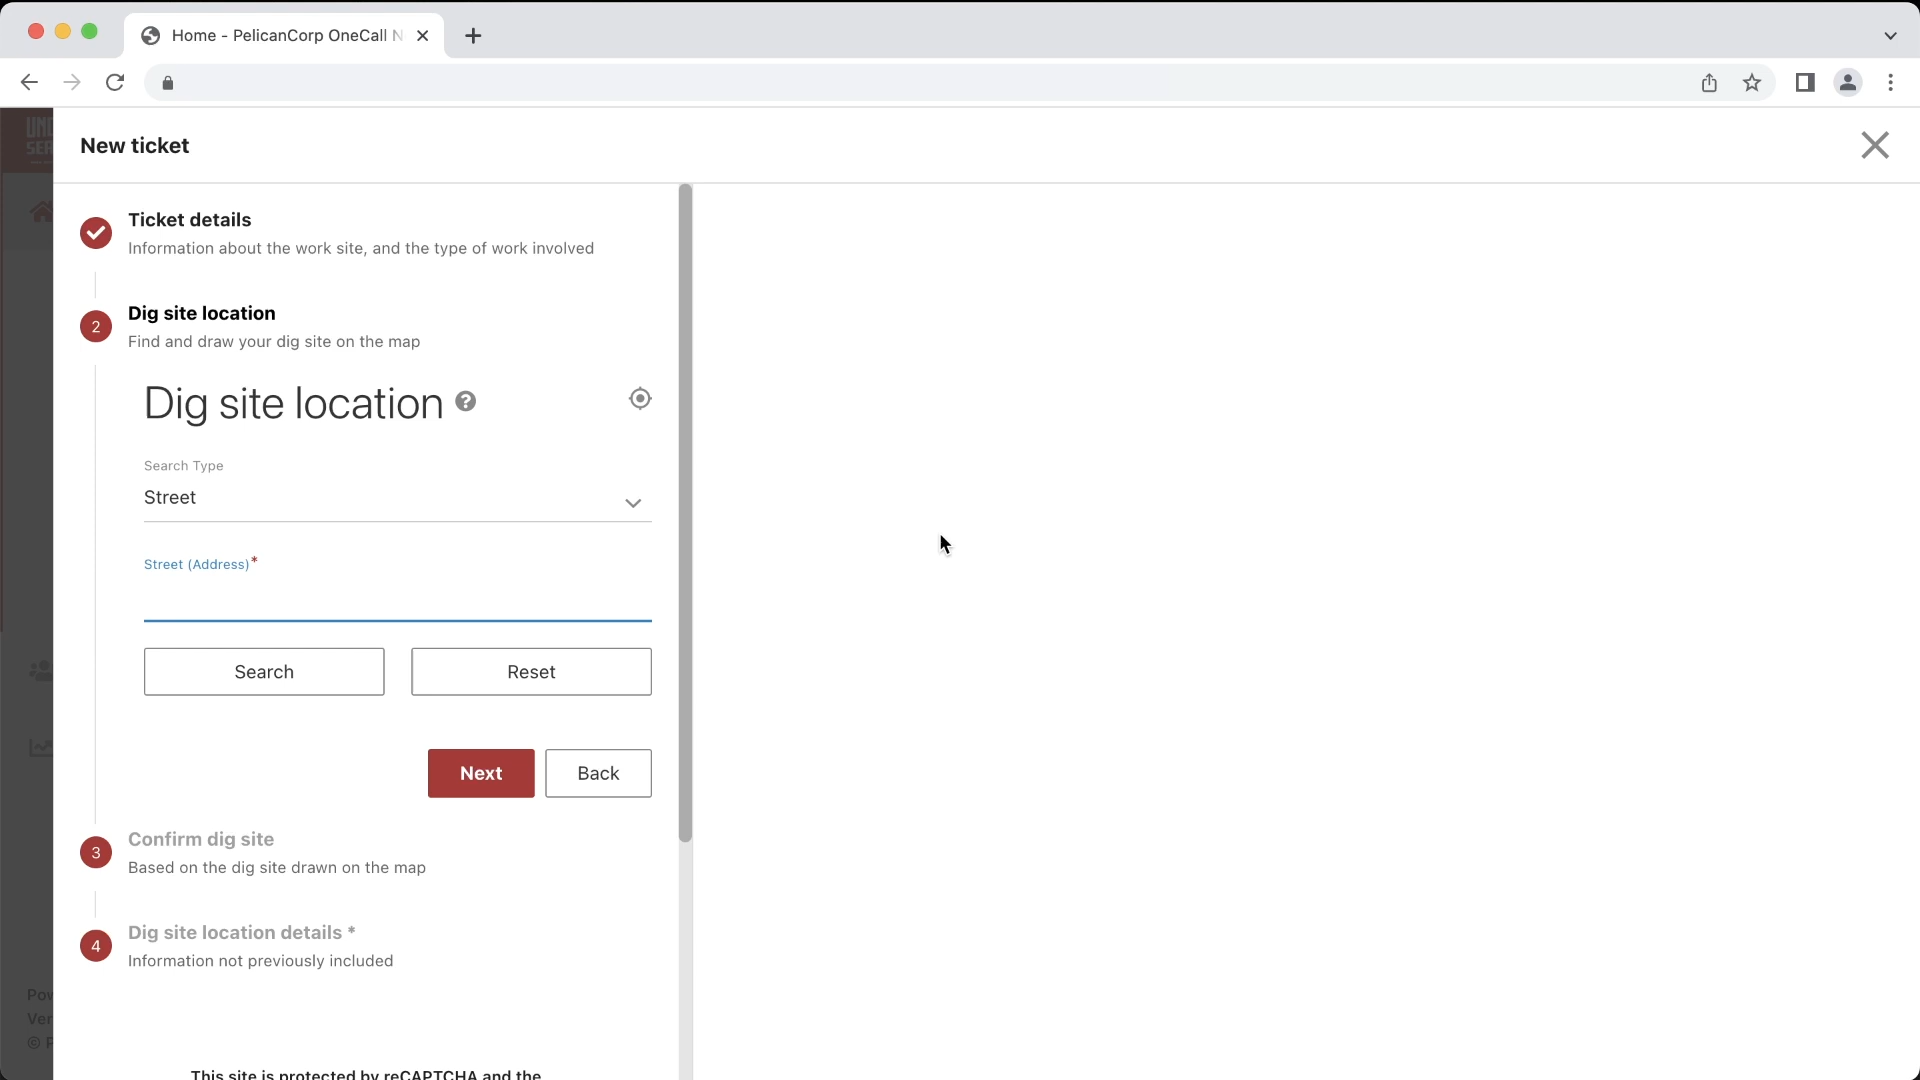 Home - PelicanCorp OneCall
New ticket
Ticket details
Information about the work site, and the type of work involved
2
Dig site location
Find and draw your dig site on the map
Dig site location ?
Search Type
Street
Street (Address)*
Search
Reset
Next
Back
3
Confirm dig site
Based on the dig site drawn on the map
4
Dig site location details *
Information not previously included
This site is protected by reCAPTCHA and the